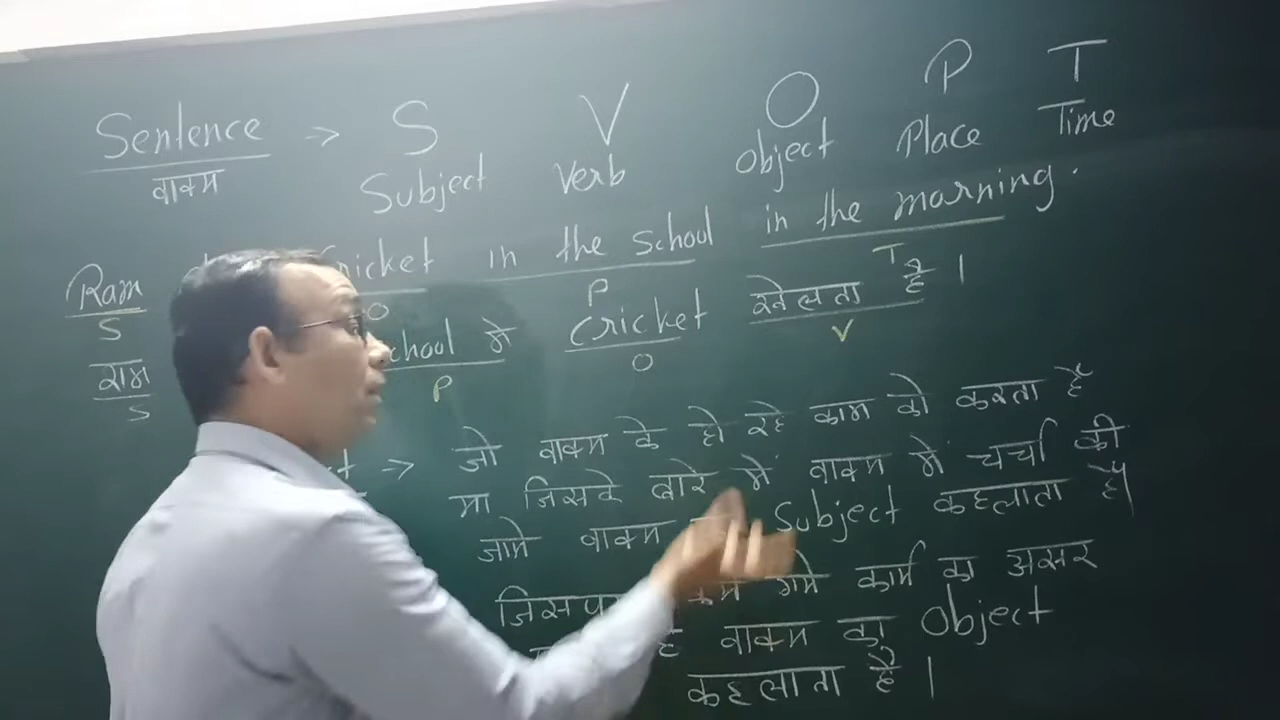 Sentence → S V O P T
वाक्य Subject Verb Object Place Time
Ram cricket in the school in the morning.
S O P T
राम school में cricket खेलता है।
S P O V
→ जो वाक्य के हो रहे काम को करता है
या जिसके बारे में वाक्य में चर्चा की
जाये वाक्य Subject कहलाता है।
गये कार्य का असर
वाक्य का Object
कहलाता है।